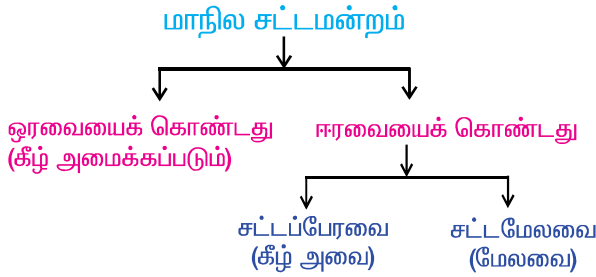 மாநில சட்டமன்றம்
ஓரவையைக் கொண்டது
(கீழ் அமைக்கப்படும்)
ஈரவையைக் கொண்டது
சட்டப்பேரவை
(கீழ் அவை)
சட்டமேலவை
(மேலவை)